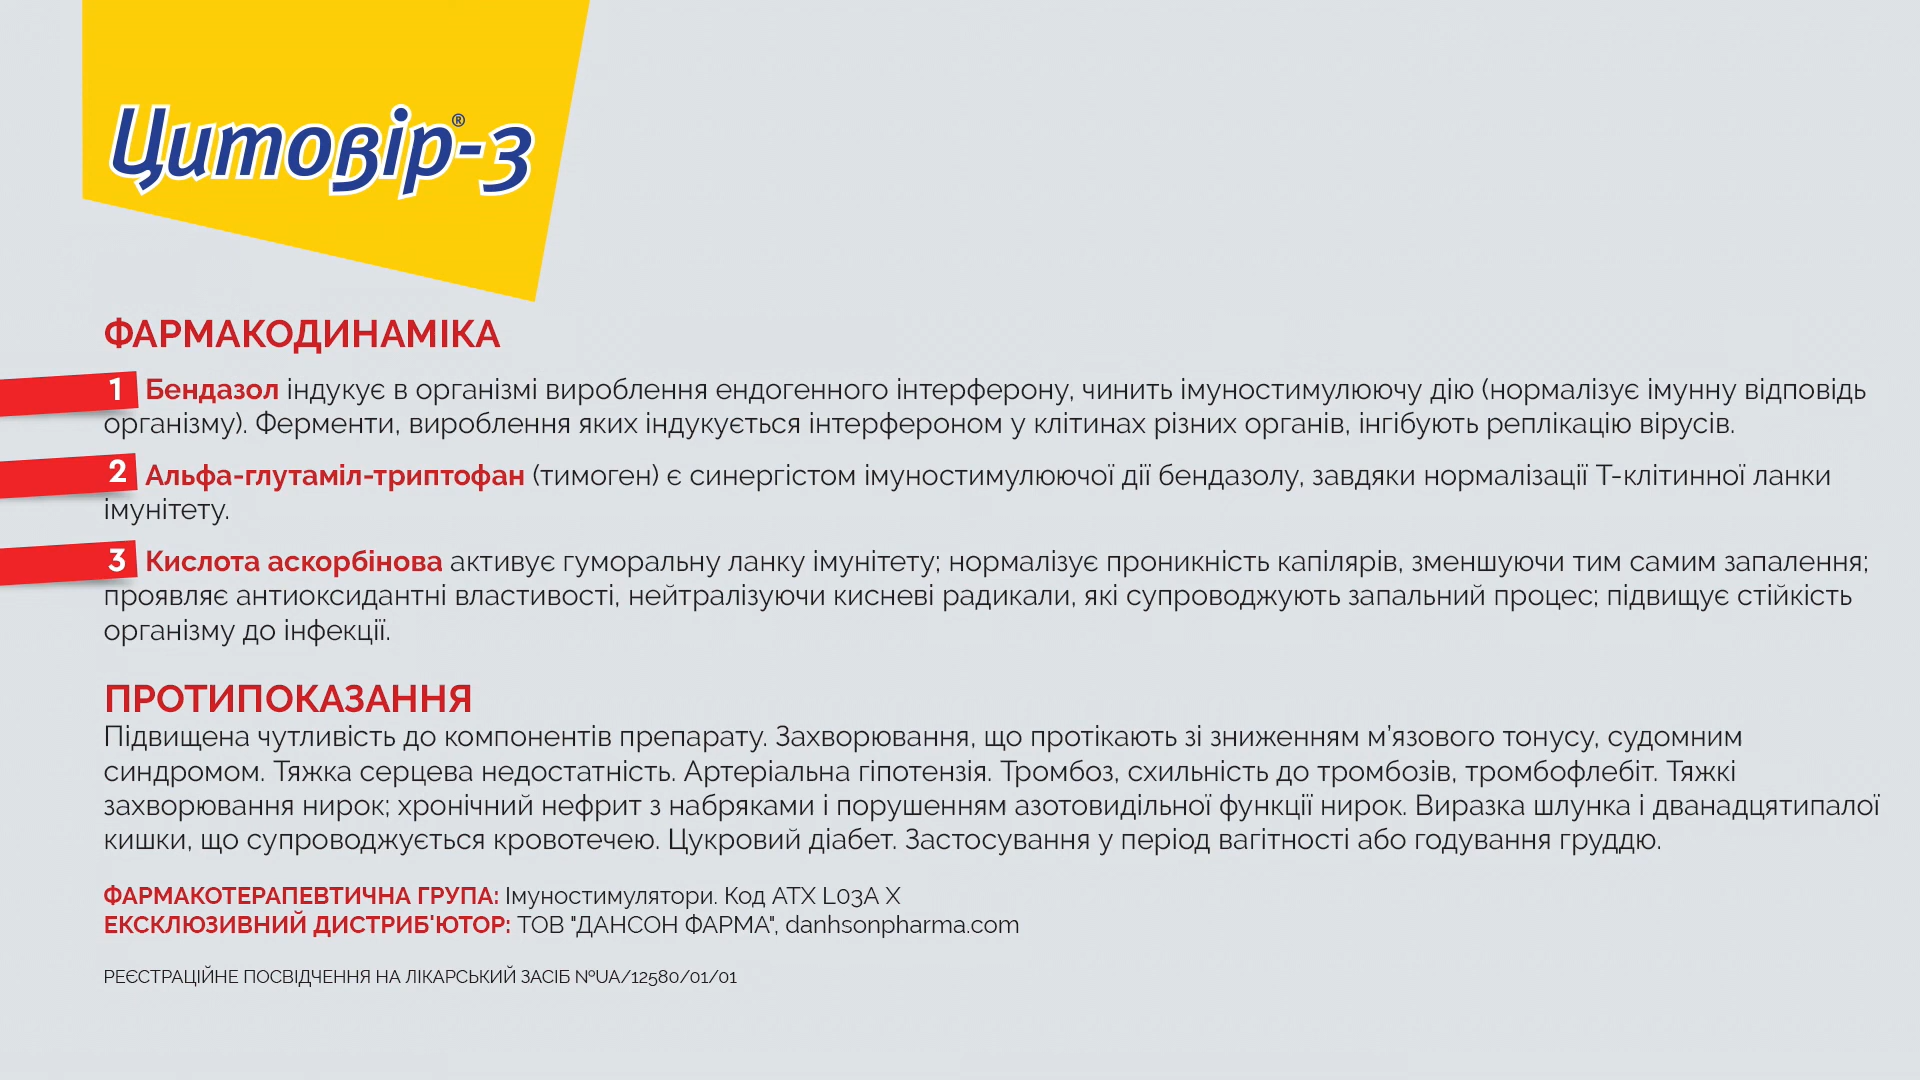 Цитовір®-3
ФАРМАКОДИНАМІКА
1 Бендазол індукує в організмі вироблення ендогенного інтерферону, чинить імуностимулюючу дію (нормалізує імунну відповідь
організму). Ферменти, вироблення яких індукується інтерфероном у клітинах різних органів, інгібують реплікацію вірусів.
2 Альфа-глутаміл-триптофан (тимоген) є синергістом імуностимулюючої дії бендазолу, завдяки нормалізації Т-клітинної ланки
імунітету.
3 Кислота аскорбінова активує гуморальну ланку імунітету; нормалізує проникність капілярів, зменшуючи тим самим запалення;
проявляє антиоксидантні властивості, нейтралізуючи кисневі радикали, які супроводжують запальний процес; підвищує стійкість
організму до інфекції.
ПРОТИПОКАЗАННЯ
Підвищена чутливість до компонентів препарату. Захворювання, що протікають зі зниженням м’язового тонусу, судомним
синдромом. Тяжка серцева недостатність. Артеріальна гіпотензія. Тромбоз, схильність до тромбозів, тромбофлебіт. Тяжкі
захворювання нирок; хронічний нефрит з набряками і порушенням азотовидільної функції нирок. Виразка шлунка і дванадцятипалої
кишки, що супроводжується кровотечею. Цукровий діабет. Застосування у період вагітності або годування груддю.
ФАРМАКОТЕРАПЕВТИЧНА ГРУПА: Імуностимулятори. Код АТХ L03A X
ЕКСКЛЮЗИВНИЙ ДИСТРИБ'ЮТОР: ТОВ "ДАНСОН ФАРМА", danhsonpharma.com
РЕЄСТРАЦІЙНЕ ПОСВІДЧЕННЯ НА ЛІКАРСЬКИЙ ЗАСІБ №UA/12580/01/01